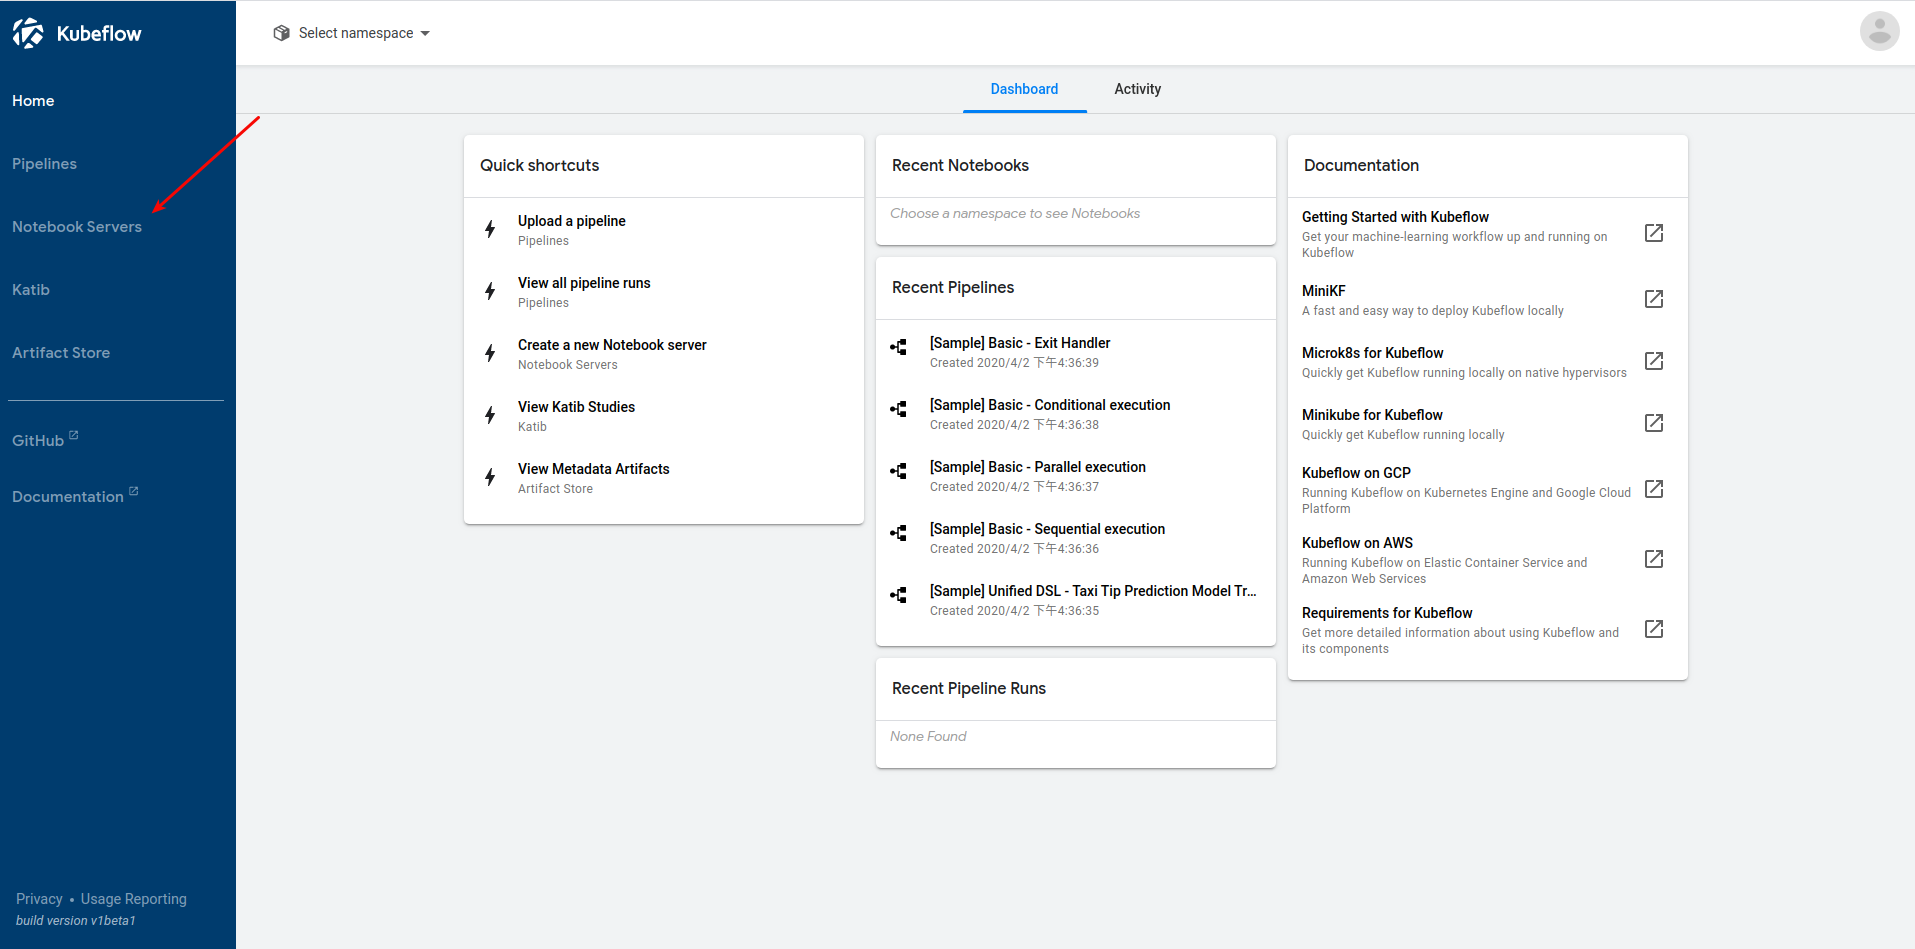 Kubeflow
Select namespace
Home
Pipelines
Notebook Servers
Katib
Artifact Store
GitHub
Documentation
Privacy • Usage Reporting
build version v1beta1
Dashboard
Activity
Quick shortcuts
Upload a pipeline
Pipelines
View all pipeline runs
Pipelines
Create a new Notebook server
Notebook Servers
View Katib Studies
Katib
View Metadata Artifacts
Artifact Store
Recent Notebooks
Choose a namespace to see Notebooks
Recent Pipelines
[Sample] Basic - Exit Handler
Created 2020/4/2 下午4:36:39
[Sample] Basic - Conditional execution
Created 2020/4/2 下午4:36:38
[Sample] Basic - Parallel execution
Created 2020/4/2 下午4:36:37
[Sample] Basic - Sequential execution
Created 2020/4/2 下午4:36:36
[Sample] Unified DSL - Taxi Tip Prediction Model Tr...
Created 2020/4/2 下午4:36:35
Recent Pipeline Runs
None Found
Documentation
Getting Started with Kubeflow
Get your machine-learning workflow up and running on
Kubeflow
MiniKF
A fast and easy way to deploy Kubeflow locally
Microk8s for Kubeflow
Quickly get Kubeflow running locally on native hypervisors
Minikube for Kubeflow
Quickly get Kubeflow running locally
Kubeflow on GCP
Running Kubeflow on Kubernetes Engine and Google Cloud
Platform
Kubeflow on AWS
Running Kubeflow on Elastic Container Service and
Amazon Web Services
Requirements for Kubeflow
Get more detailed information about using Kubeflow and
its components